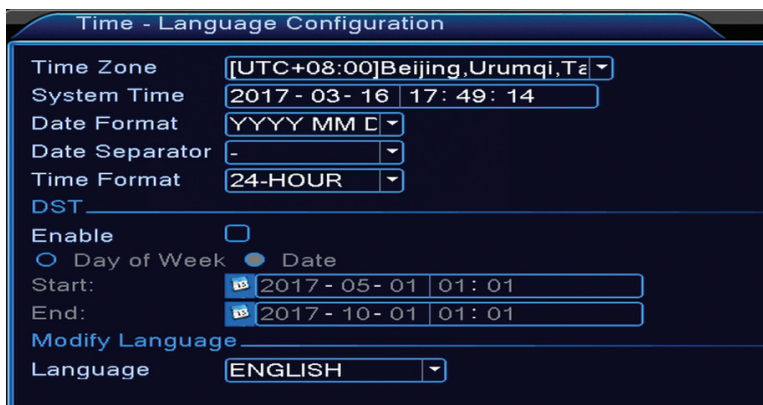 Time - Language Configuration
Time Zone [UTC+08:00]Beijing,Urumqi,Ta
System Time 2017 - 03 - 16 17: 49: 14
Date Format YYYY MM D
Date Separator -
Time Format 24-HOUR
DST
Enable
Day of Week Date
Start: 2017 - 05 - 01 01: 01
End: 2017 - 10 - 01 01: 01
Modify Language
Language ENGLISH